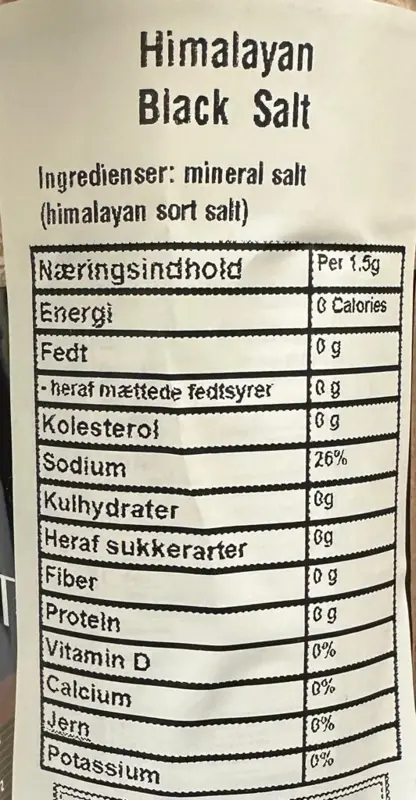 Himalayan
Black Salt
Ingredienser: mineral salt
(himalayan sort salt)
Næringsindhold Per 1.5g
Energi 0 Calories
Fedt 0 g
- heraf mættede fedtsyrer 0 g
Kolesterol 0 g
Sodium 26%
Kulhydrater 0g
Heraf sukkerarter 0g
Fiber 0 g
Protein 0 g
Vitamin D 0%
Calcium 0%
Jern 0%
Potassium 0%